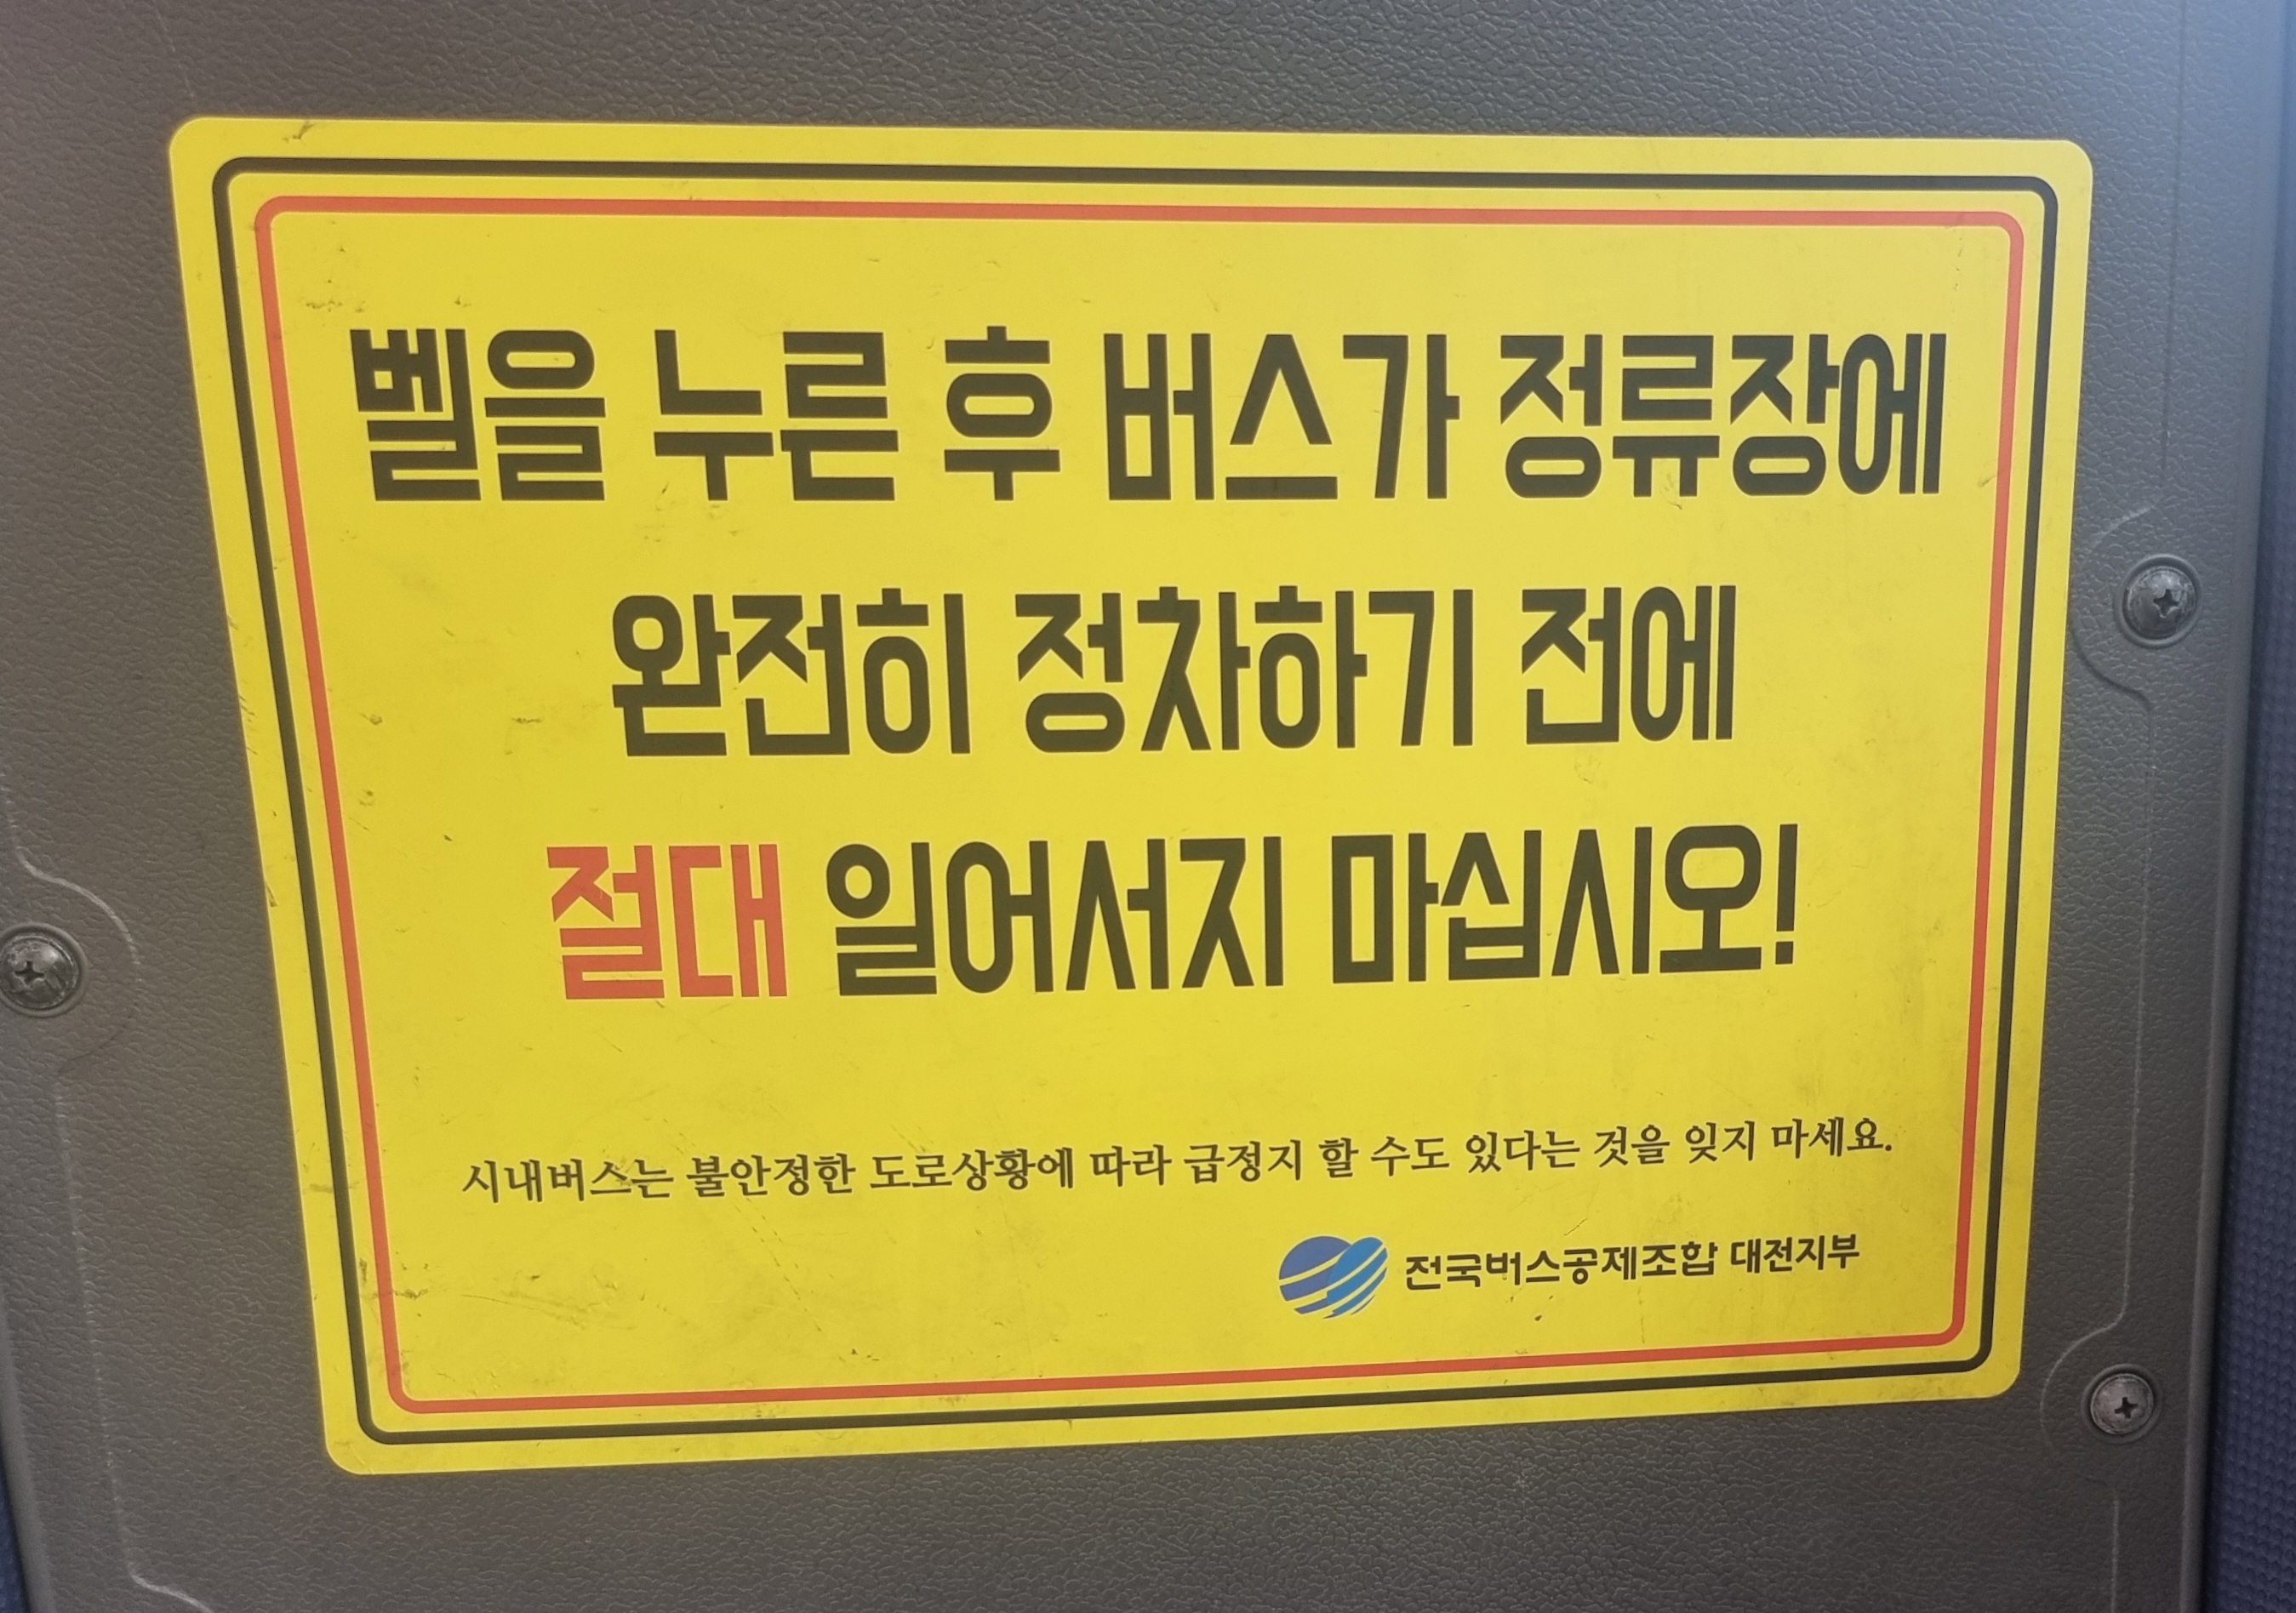 벨을 누른 후 버스가 정류장에
완전히 정차하기 전에
절대 일어서지 마십시오!
시내버스는 불안정한 도로상황에 따라 급정지 할 수도 있다는 것을 잊지 마세요.
전국버스공제조합 대전지부